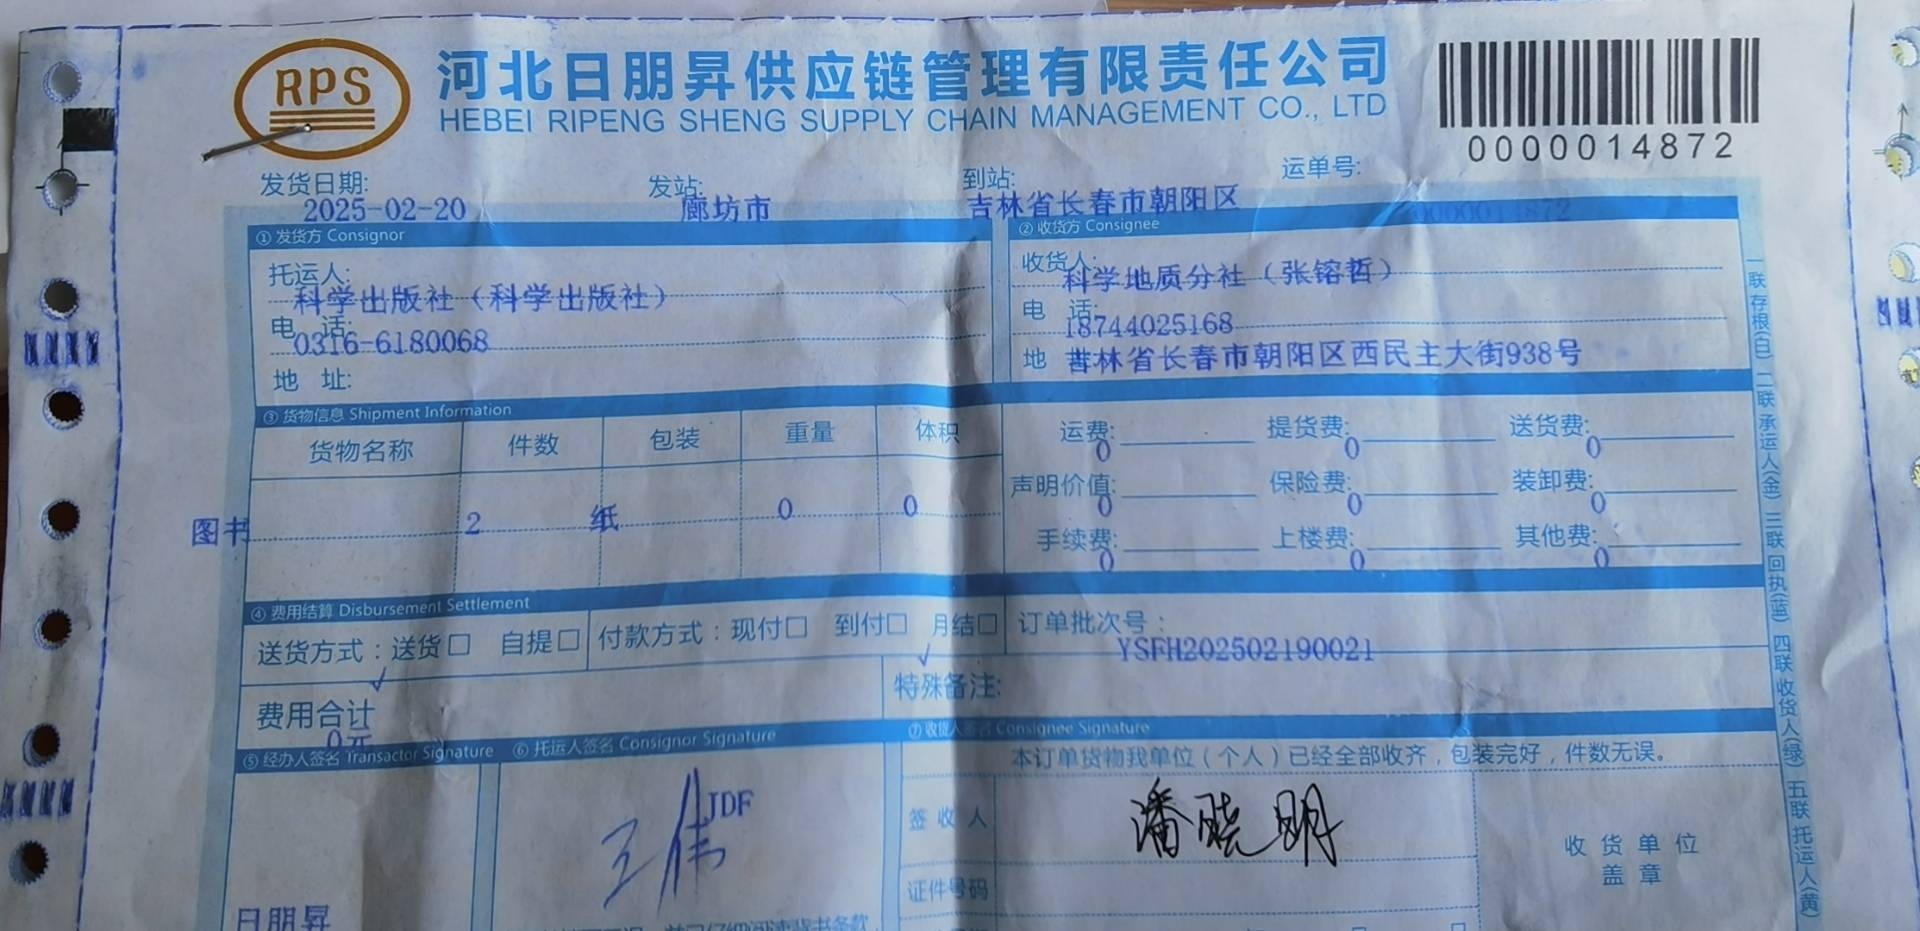 RPS
河北日朋昇供应链管理有限责任公司
HEBEI RIPENG SHENG SUPPLY CHAIN MANAGEMENT CO., LTD
0000014872
发货日期: 发站: 到站: 运单号:
2025-02-20 廊坊市 吉林省长春市朝阳区
① 发货方 Consignor
托运人:
科学出版社（科学出版社）
电 话:
0316-6180068
地 址:
② 收货方 Consignee
收货人:
科学地质分社（张镕哲）
电 话:
18744025168
地 吉林省长春市朝阳区西民主大街938号
③ 货物信息 Shipment Information
货物名称 件数 包装 重量 体积
图书 2 纸 0 0
运费: 提货费: 送货费:
0 0 0
声明价值: 保险费: 装卸费:
0 0 0
手续费: 上楼费: 其他费:
0 0 0
④ 费用结算 Disbursement Settlement
送货方式：送货□ 自提□ 付款方式：现付□ 到付□ 月结□
✓ ✓
订单批次号：
YSFH202502190021
费用合计
0元
特殊备注:
⑤ 经办人签名 Transactor Signature
日朋昇
⑥ 托运人签名 Consignor Signature
JDF
王伟
⑦ 收货人签名 Consignee Signature
本订单货物我单位（个人）已经全部收齐，包装完好，件数无误。
签收人 潘晓明
证件号码
收货单位
盖章
一联存根(白) 二联承运人(金) 三联回执(蓝) 四联收货人(绿) 五联托运人(黄)